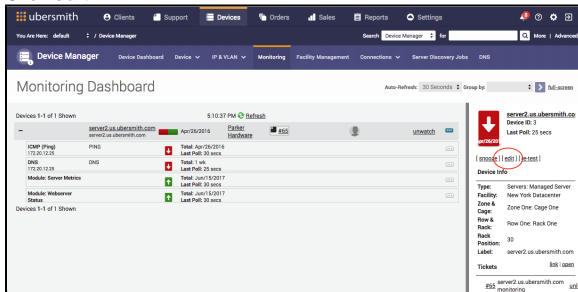 ubersmith Clients Support Devices Orders Sales Reports Settings
You Are Here: default / Device Manager Search Device Manager for More | Advanced
Device Manager Device Dashboard Device IP & VLAN Monitoring Facility Management Connections Server Discovery Jobs DNS
Monitoring Dashboard Auto-Refresh: 30 Seconds Group by: full-screen
Devices 1-1 of 1 Shown 5:10:37 PM Refresh
– server2.us.ubersmith.com Apr/26/2016 Parker #65 unwatch
server2.us.ubersmith.com Hardware
ICMP (Ping) PING Total: Apr/26/2016
172.20.12.25 Last Poll: 30 secs
DNS DNS Total: 1 wk
172.20.12.25 Last Poll: 25 secs
Module: Server Metrics Total: Jun/15/2017
Last Poll: 30 secs
Module: Webserver Total: Jun/15/2017
Status Last Poll: 30 secs
Devices 1-1 of 1 Shown
server2.us.ubersmith.co
Device ID: 3
Last Poll: 25 secs
Apr/26/2016
[ snooze ] [ edit ] [ re-test ]
Device Info
Type: Servers: Managed Server
Facility: New York Datacenter
Zone & Cage: Zone One: Cage One
Row & Rack: Row One: Rack One
Rack Position: 30
Label: server2.us.ubersmith.com
Tickets link | open
#65 server2.us.ubersmith.com unl
monitoring